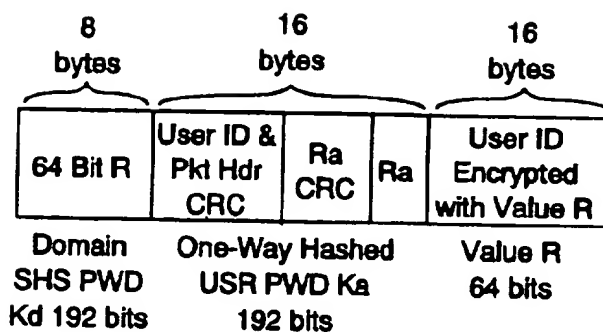 8
bytes
16
bytes
16
bytes
64 Bit R
User ID &
Pkt Hdr
CRC
Ra
CRC
Ra
User ID
Encrypted
with Value R
Domain
SHS PWD
Kd 192 bits
One-Way Hashed
USR PWD Ka
192 bits
Value R
64 bits